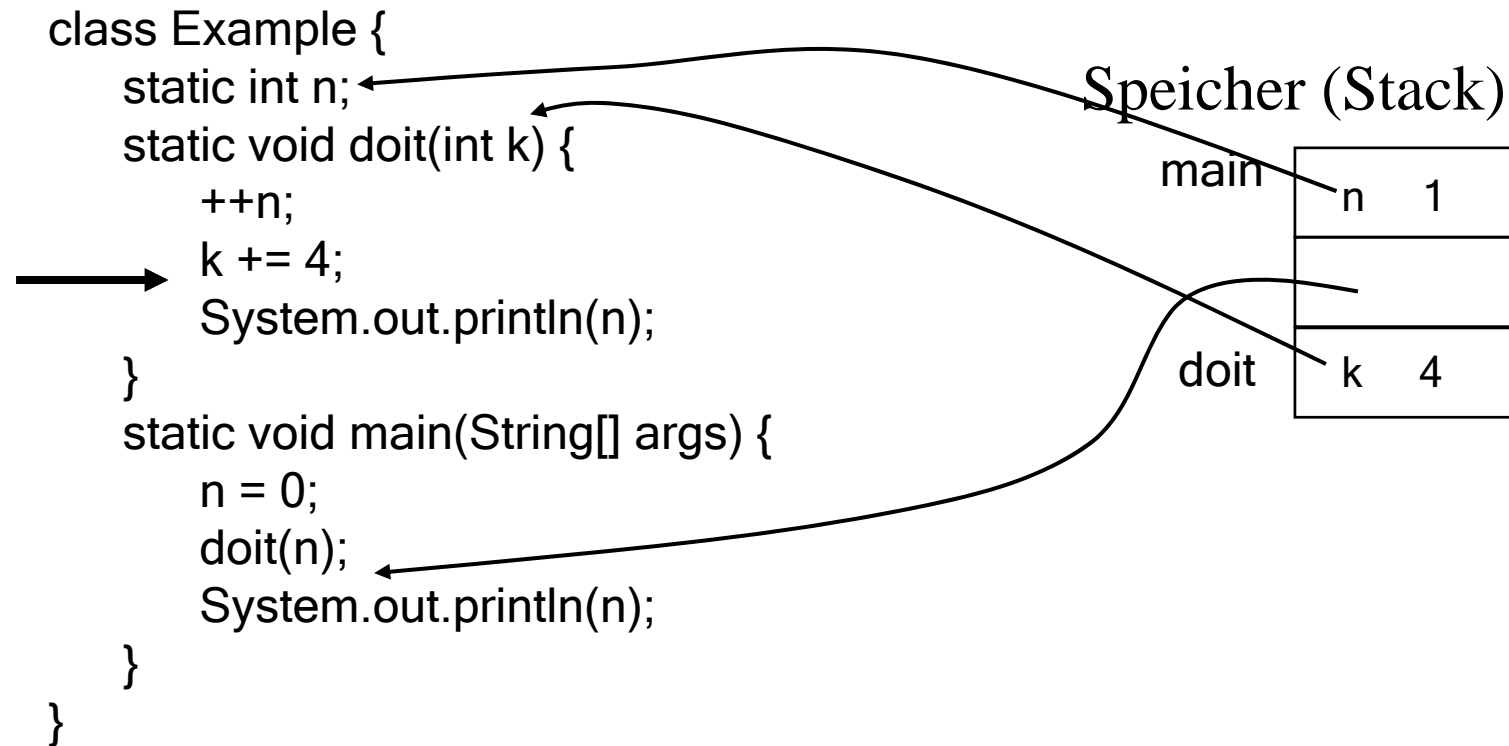 class Example {
static int n;
static void doit(int k) {
++n;
k += 4;
System.out.println(n);
}
static void main(String[] args) {
n = 0;
doit(n);
System.out.println(n);
}
}
Speicher (Stack)
main
n 1
doit
k 4